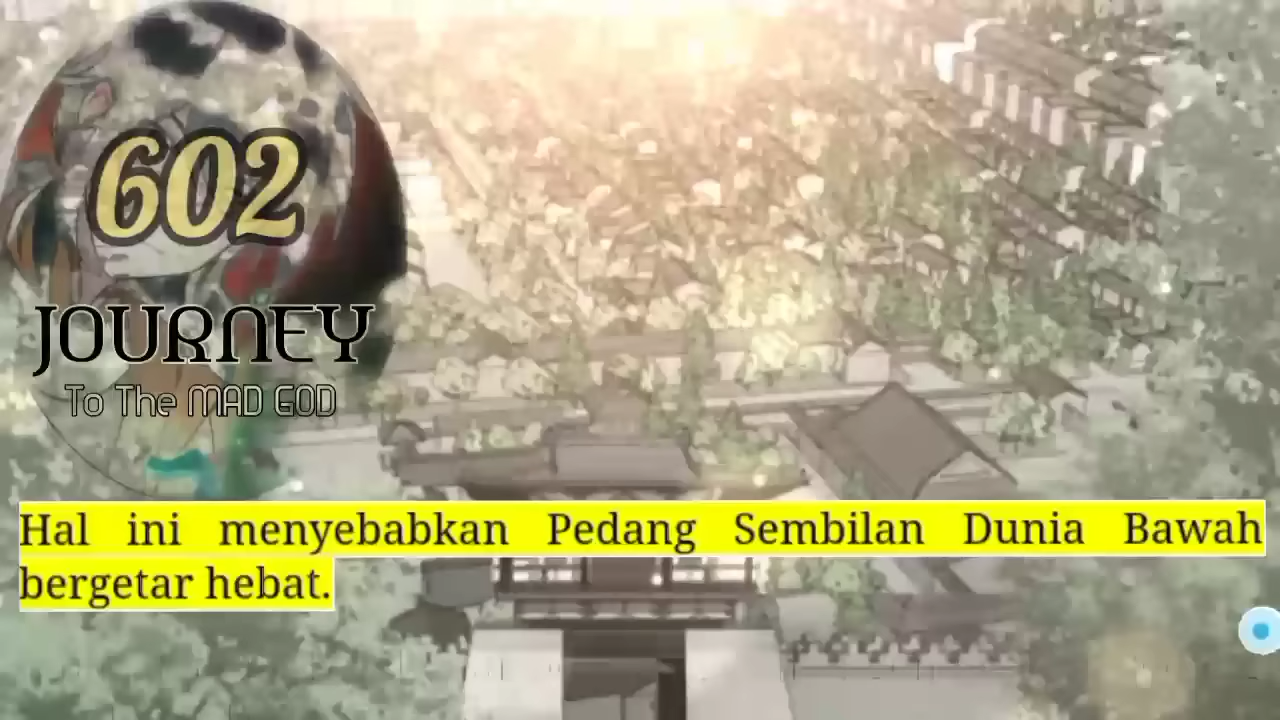 602
JOURNEY
To The MAD GOD
Hal ini menyebabkan Pedang Sembilan Dunia Bawah
bergetar hebat.